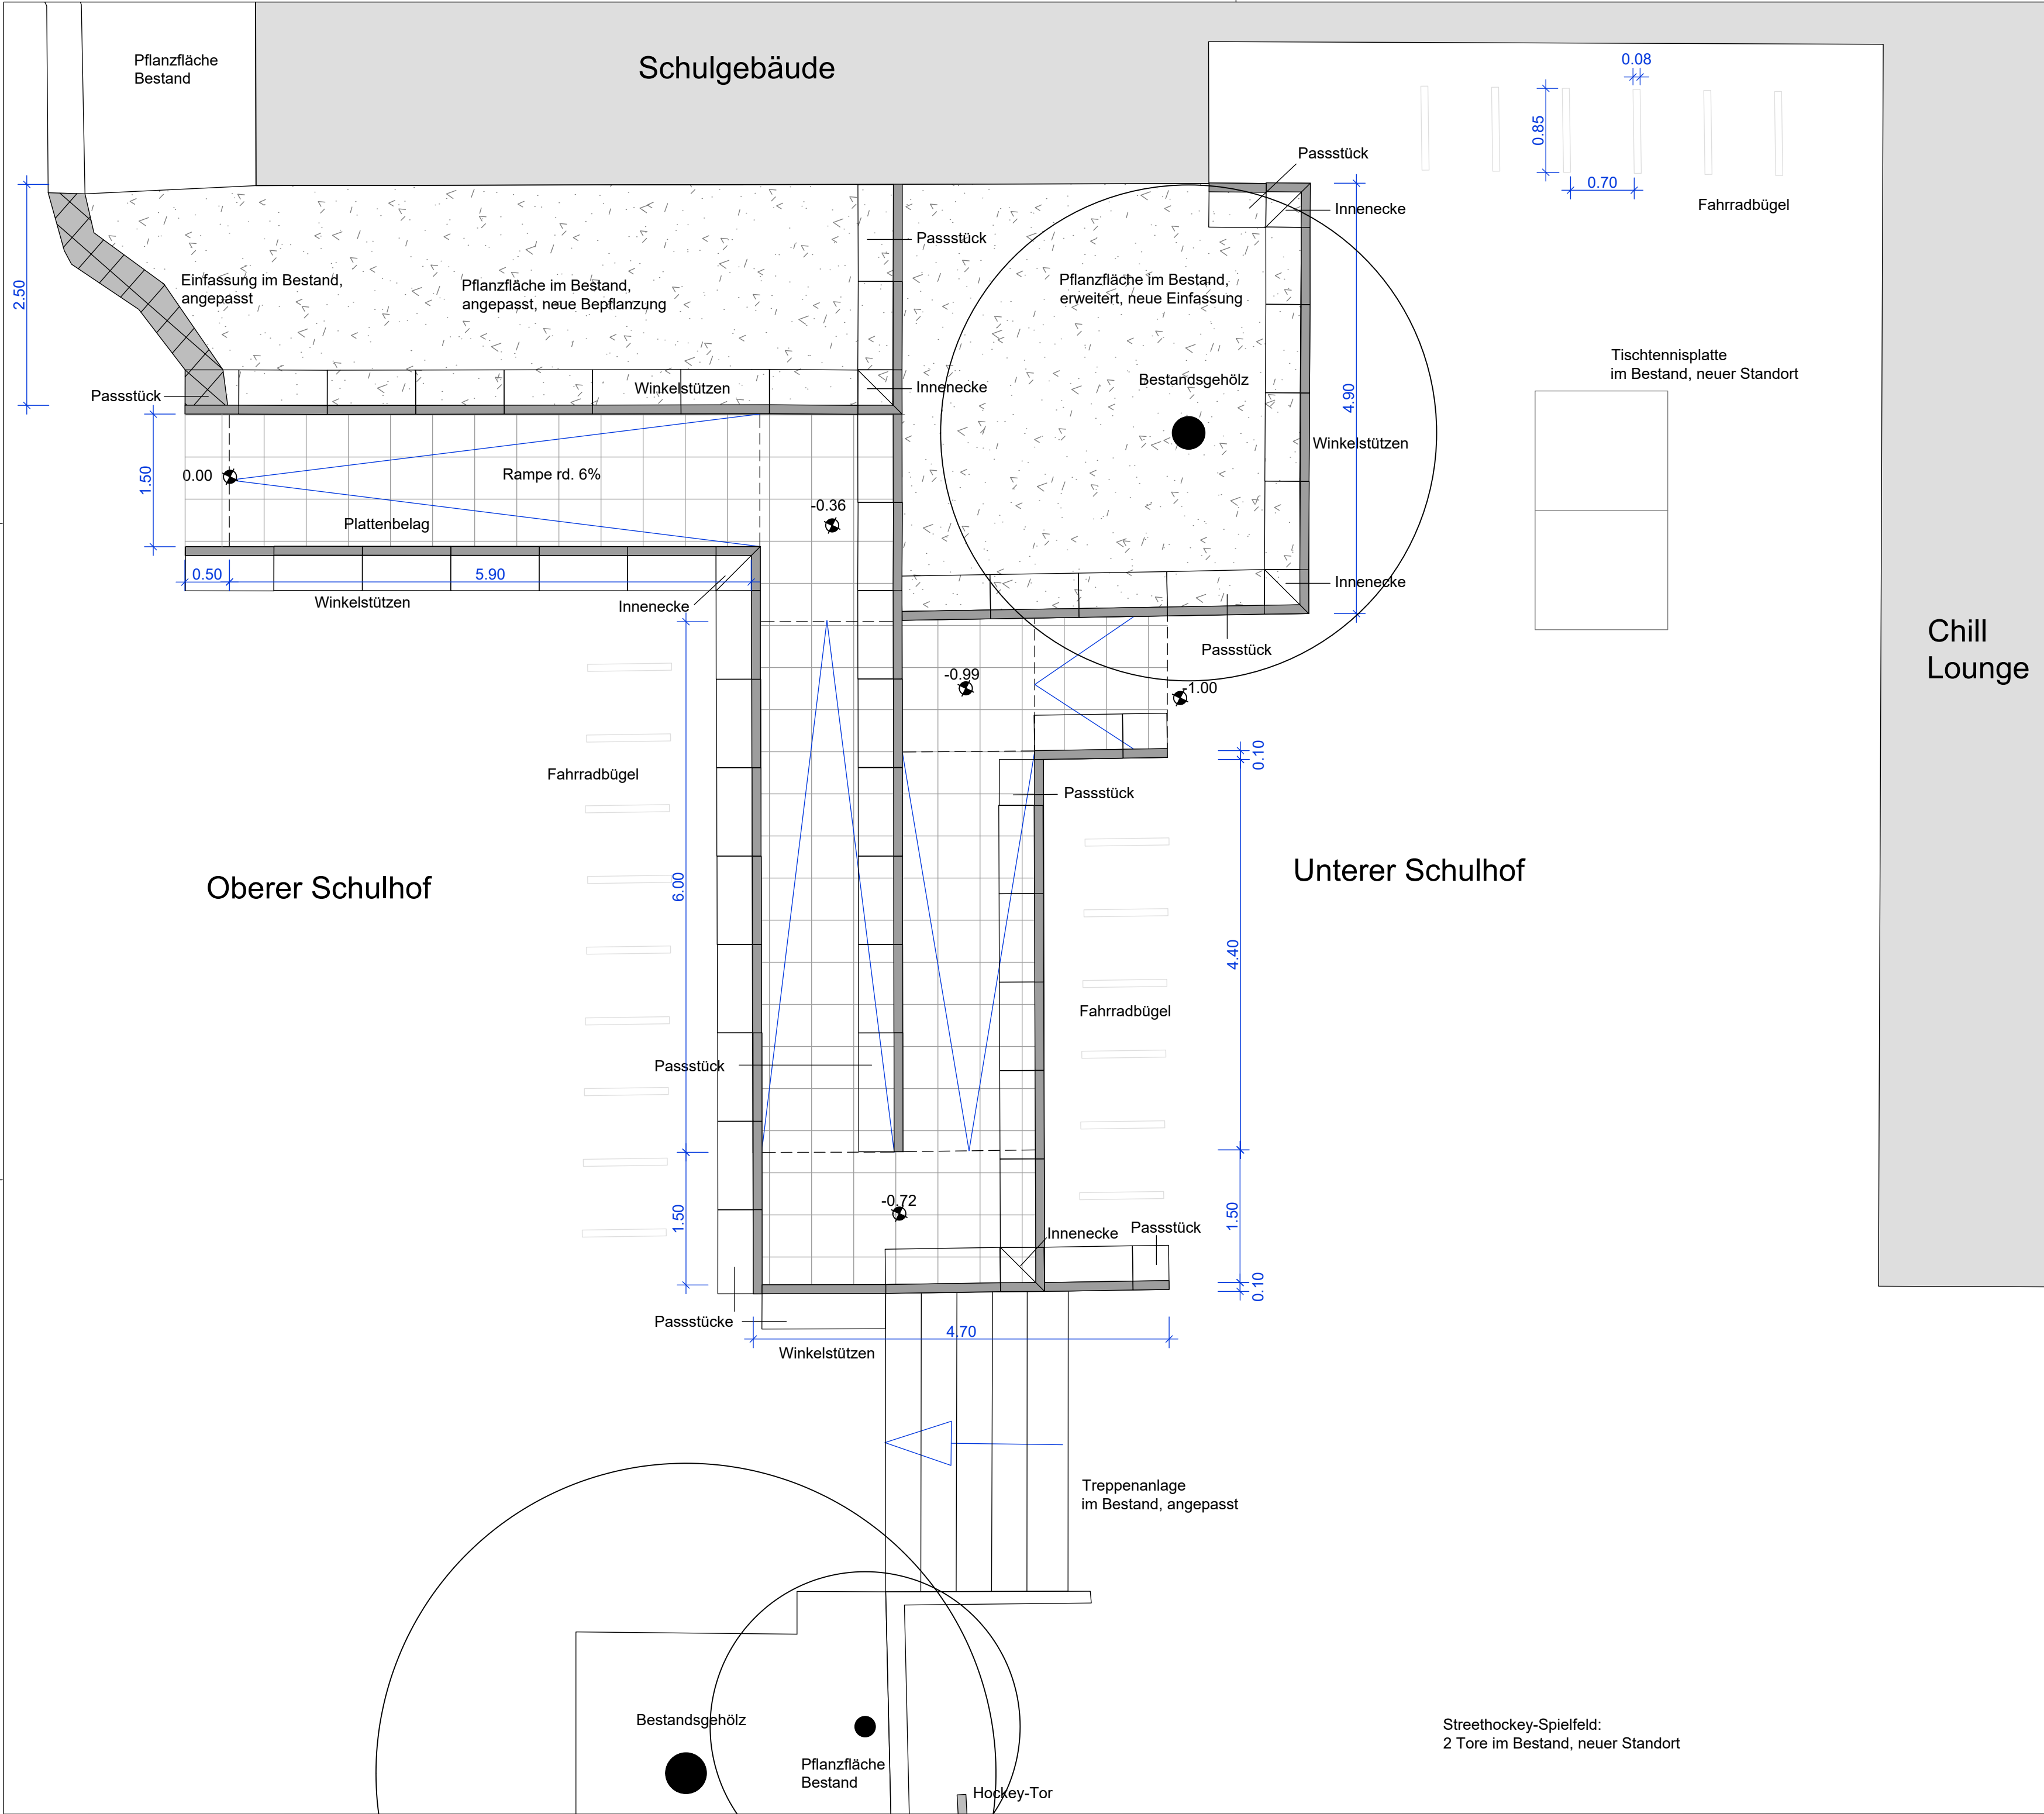 Pflanzfläche
Bestand
Schulgebäude
0.08
0.85
0.70
Fahrradbügel
Passstück
Innenecke
Passstück
2.50
Einfassung im Bestand,
angepasst
Pflanzfläche im Bestand,
angepasst, neue Bepflanzung
Pflanzfläche im Bestand,
erweitert, neue Einfassung
Tischtennisplatte
im Bestand, neuer Standort
Passstück
Winkelstützen
Innenecke
Bestandsgehölz
4.90
Winkelstützen
1.50
0.00
Rampe rd. 6%
-0.36
Plattenbelag
0.50
5.90
Winkelstützen
Innenecke
Innenecke
Passstück
Chill
Lounge
-0.99
-1.00
0.10
Fahrradbügel
Passstück
Oberer Schulhof
6.00
Unterer Schulhof
4.40
Fahrradbügel
Passstück
-0.72
1.50
1.50
Innenecke
Passstück
0.10
Passstücke
4.70
Winkelstützen
Treppenanlage
im Bestand, angepasst
Bestandsgehölz
Pflanzfläche
Bestand
Hockey-Tor
Streethockey-Spielfeld:
2 Tore im Bestand, neuer Standort